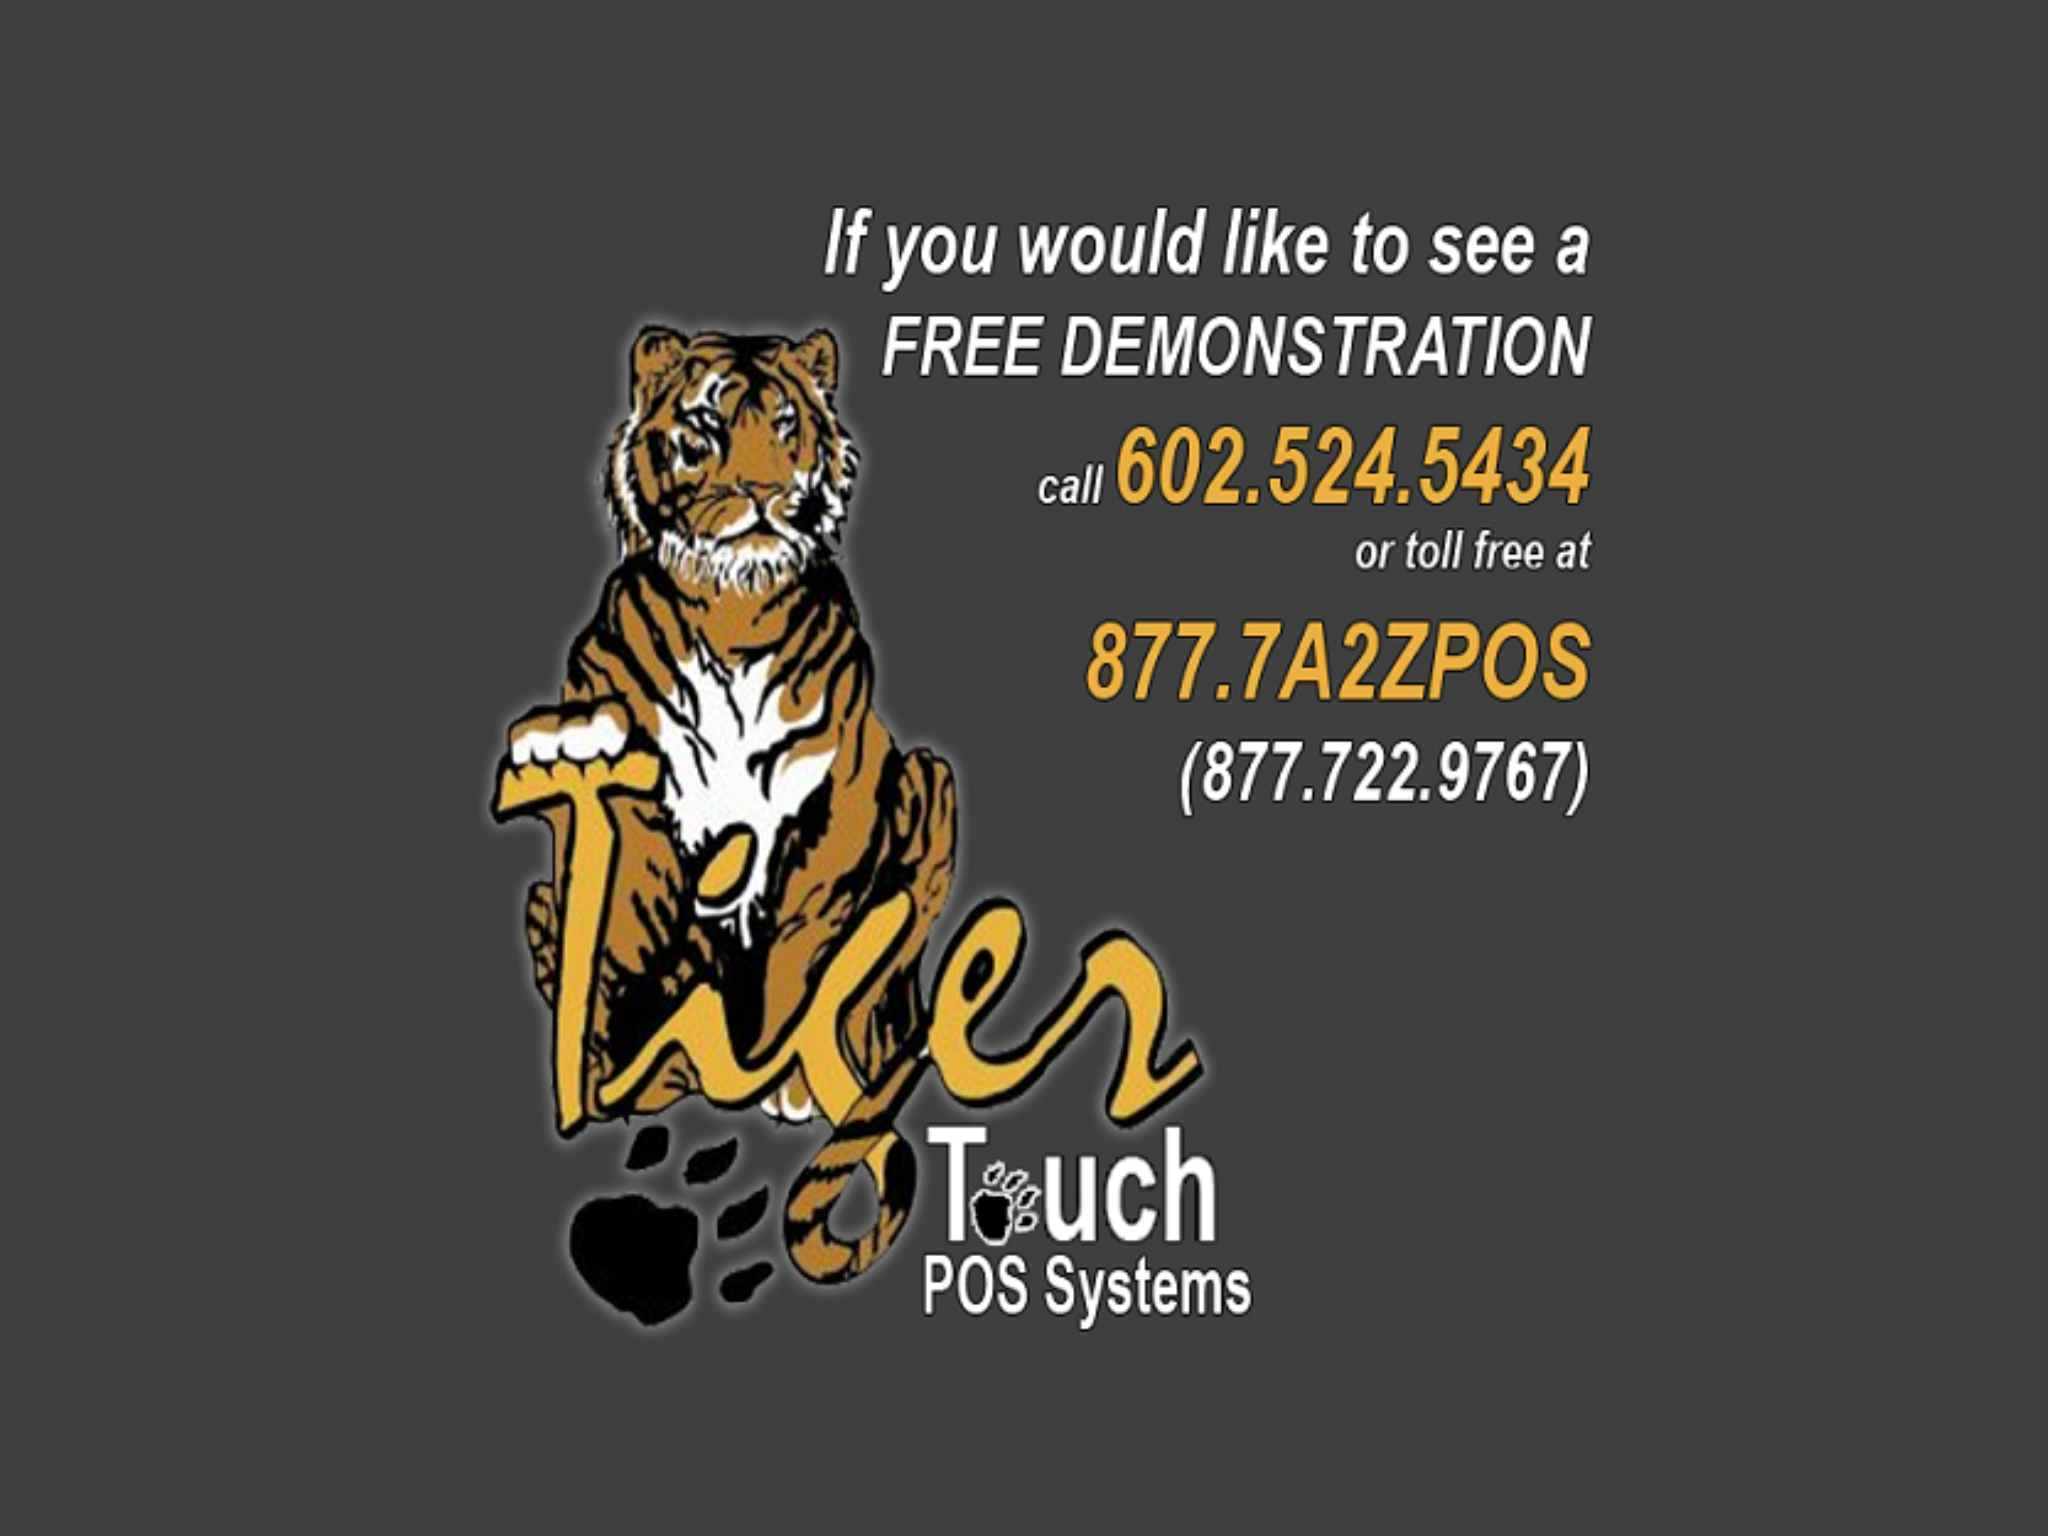 If you would like to see a
FREE DEMONSTRATION
call 602.524.5434
or toll free at
877.7A2ZPOS
(877.722.9767)
Tiger
Touch
POS Systems